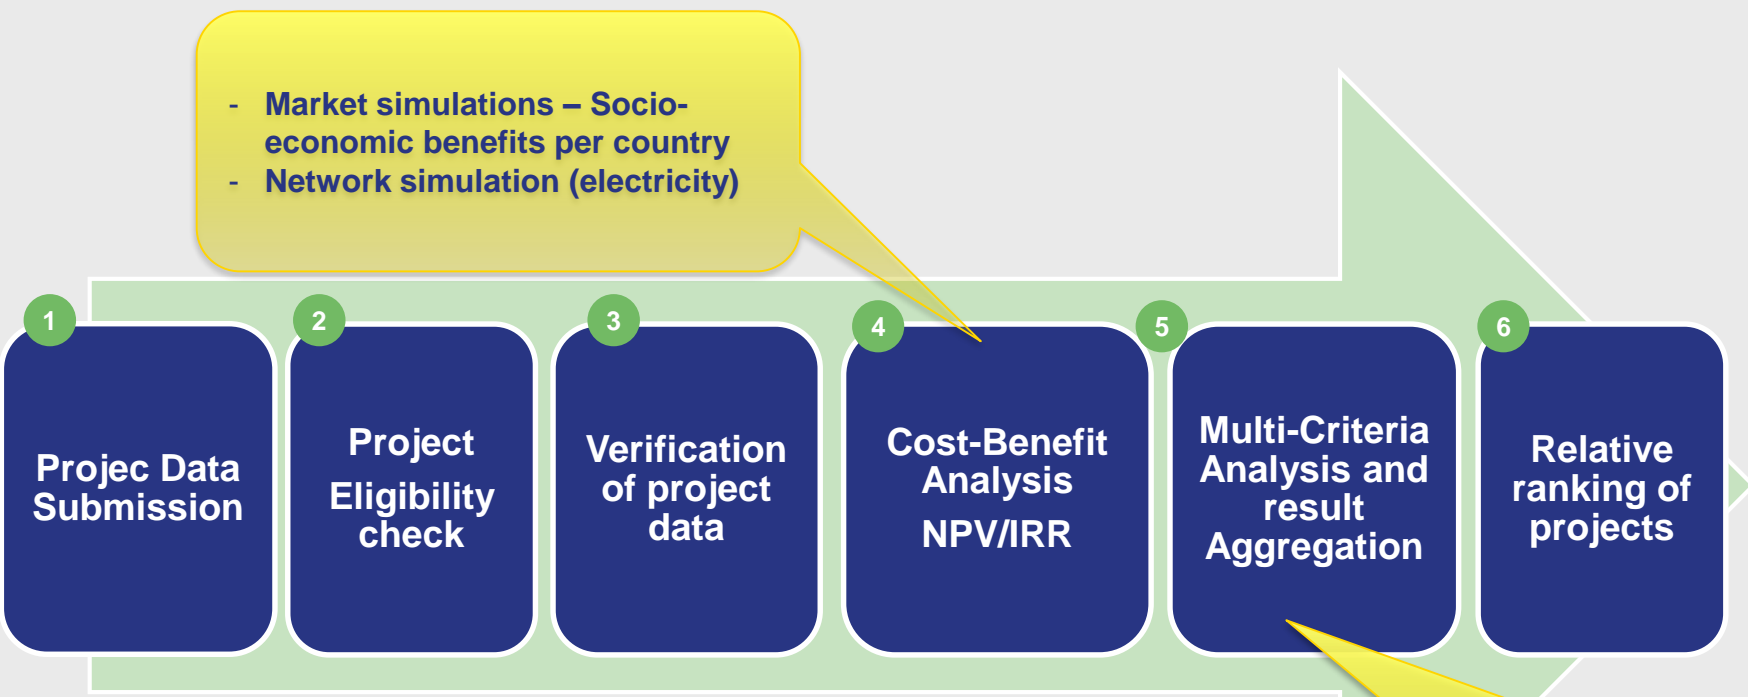 - Market simulations – Socio-
economic benefits per country
- Network simulation (electricity)
1
Projec Data
Submission
2
Project
Eligibility
check
3
Verification
of project
data
4
Cost-Benefit
Analysis
NPV/IRR
5
Multi-Criteria
Analysis and
result
Aggregation
6
Relative
ranking of
projects